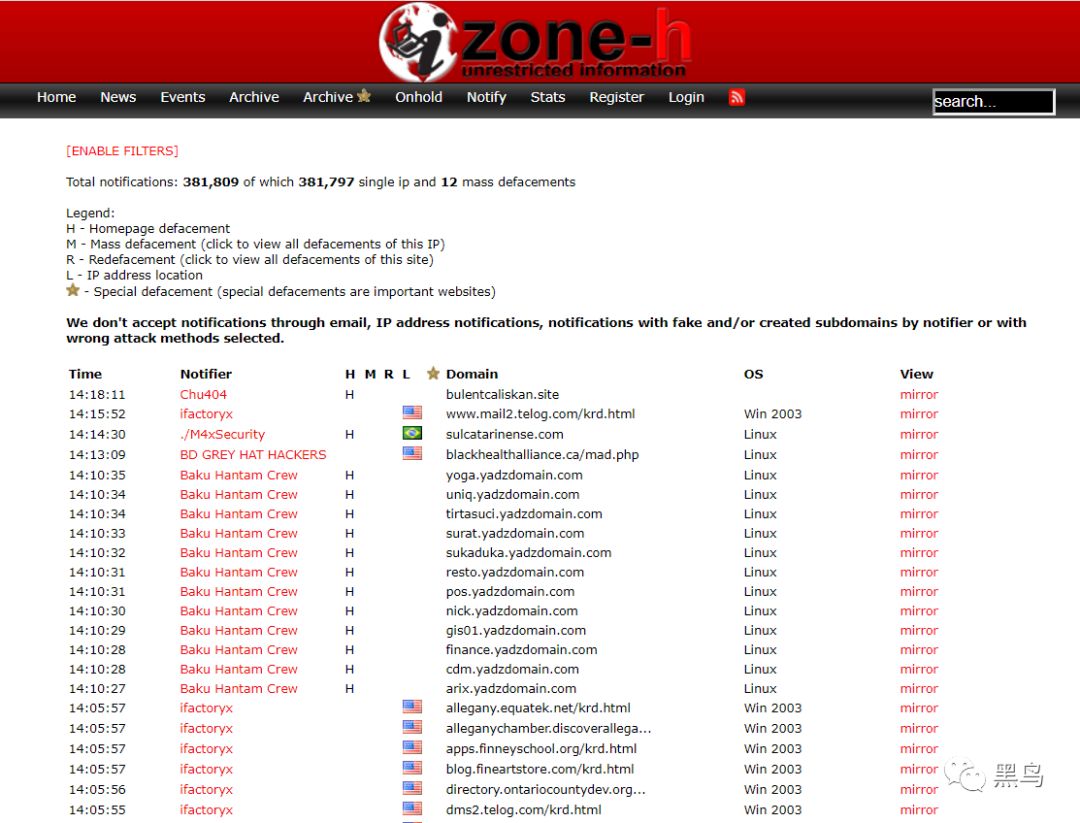 zone-h
unrestricted information
Home News Events Archive Archive Onhold Notify Stats Register Login search...
[ENABLE FILTERS]
Total notifications: 381,809 of which 381,797 single ip and 12 mass defacements
Legend:
H - Homepage defacement
M - Mass defacement (click to view all defacements of this IP)
R - Redefacement (click to view all defacements of this site)
L - IP address location
- Special defacement (special defacements are important websites)
We don't accept notifications through email, IP address notifications, notifications with fake and/or created subdomains by notifier or with
wrong attack methods selected.
Time Notifier H M R L Domain OS View
14:18:11 Chu404 H bulentcaliskan.site mirror
14:15:52 ifactoryx www.mail2.telog.com/krd.html Win 2003 mirror
14:14:30 ./M4xSecurity H sulcatarinense.com Linux mirror
14:13:09 BD GREY HAT HACKERS blackhealthalliance.ca/mad.php Linux mirror
14:10:35 Baku Hantam Crew H yoga.yadzdomain.com Linux mirror
14:10:34 Baku Hantam Crew H uniq.yadzdomain.com Linux mirror
14:10:34 Baku Hantam Crew H tirtasuci.yadzdomain.com Linux mirror
14:10:33 Baku Hantam Crew H surat.yadzdomain.com Linux mirror
14:10:32 Baku Hantam Crew H sukaduka.yadzdomain.com Linux mirror
14:10:31 Baku Hantam Crew H resto.yadzdomain.com Linux mirror
14:10:31 Baku Hantam Crew H pos.yadzdomain.com Linux mirror
14:10:30 Baku Hantam Crew H nick.yadzdomain.com Linux mirror
14:10:29 Baku Hantam Crew H gis01.yadzdomain.com Linux mirror
14:10:28 Baku Hantam Crew H finance.yadzdomain.com Linux mirror
14:10:28 Baku Hantam Crew H cdm.yadzdomain.com Linux mirror
14:10:27 Baku Hantam Crew H arix.yadzdomain.com Linux mirror
14:05:57 ifactoryx allegany.equatek.net/krd.html Win 2003 mirror
14:05:57 ifactoryx alleganychamber.discoverallega... Win 2003 mirror
14:05:57 ifactoryx apps.finneyschool.org/krd.html Win 2003 mirror
14:05:57 ifactoryx blog.fineartstore.com/krd.html Win 2003 mirror
14:05:56 ifactoryx directory.ontariocountydev.org... Win 2003 mirror
14:05:55 ifactoryx dms2.telog.com/krd.html Win 2003 mirror
黑鸟